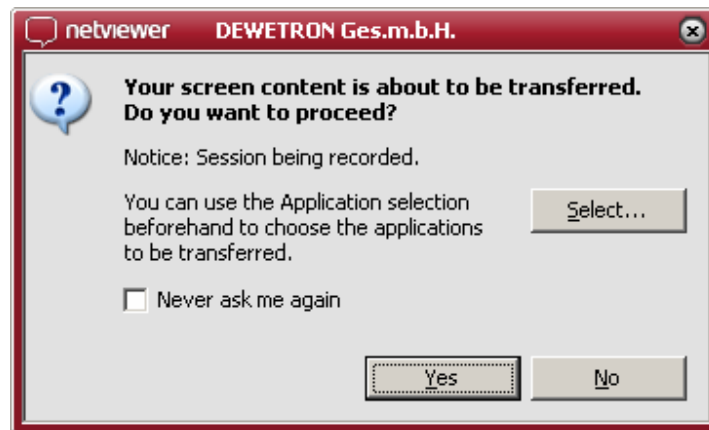 netviewer DEWETRON Ges.m.b.H.
Your screen content is about to be transferred.
Do you want to proceed?
Notice: Session being recorded.
You can use the Application selection
beforehand to choose the applications
to be transferred.
Select...
Never ask me again
Yes No